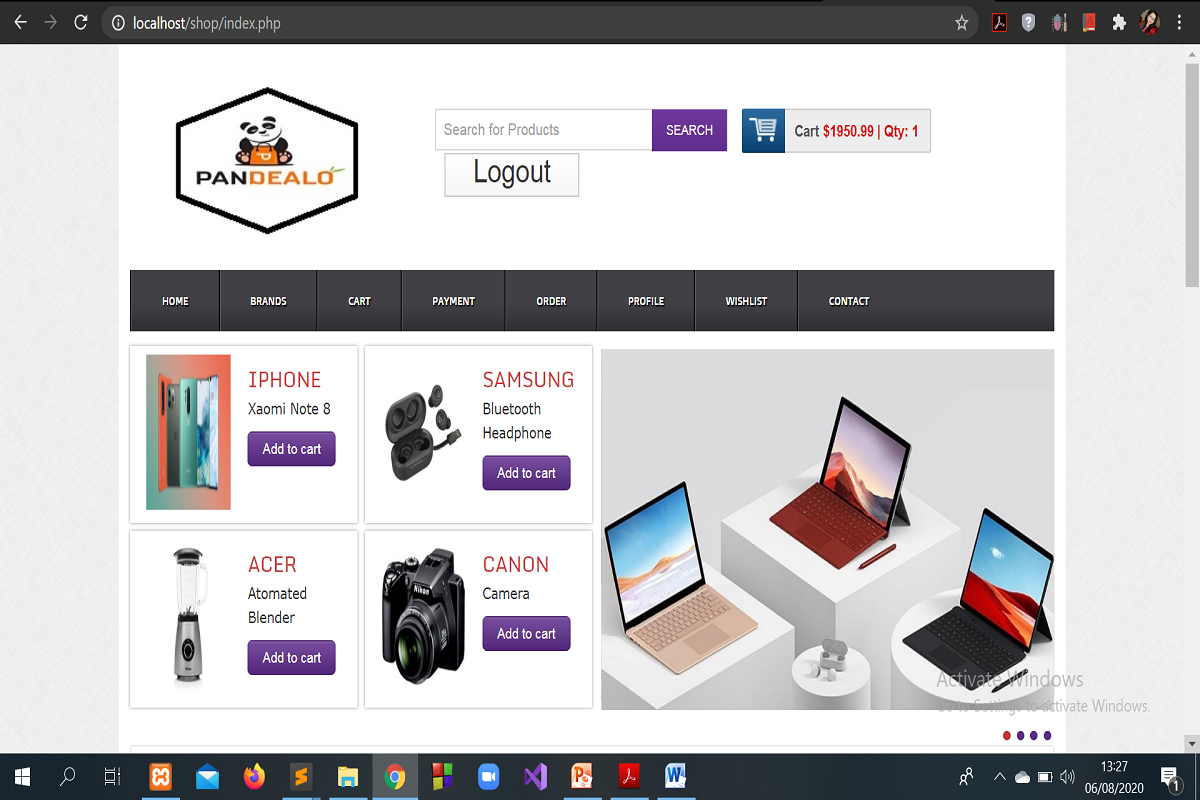 localhost/shop/index.php
PANDEALO
Search for Products
SEARCH
Cart $1950.99 | Qty: 1
Logout
HOME
BRANDS
CART
PAYMENT
ORDER
PROFILE
WISHLIST
CONTACT
IPHONE
Xaomi Note 8
Add to cart
SAMSUNG
Bluetooth
Headphone
Add to cart
ACER
Atomated
Blender
Add to cart
Nikon
CANON
Camera
Add to cart
Activate Windows
Go to Settings to activate Windows.
13:27
06/08/2020
1